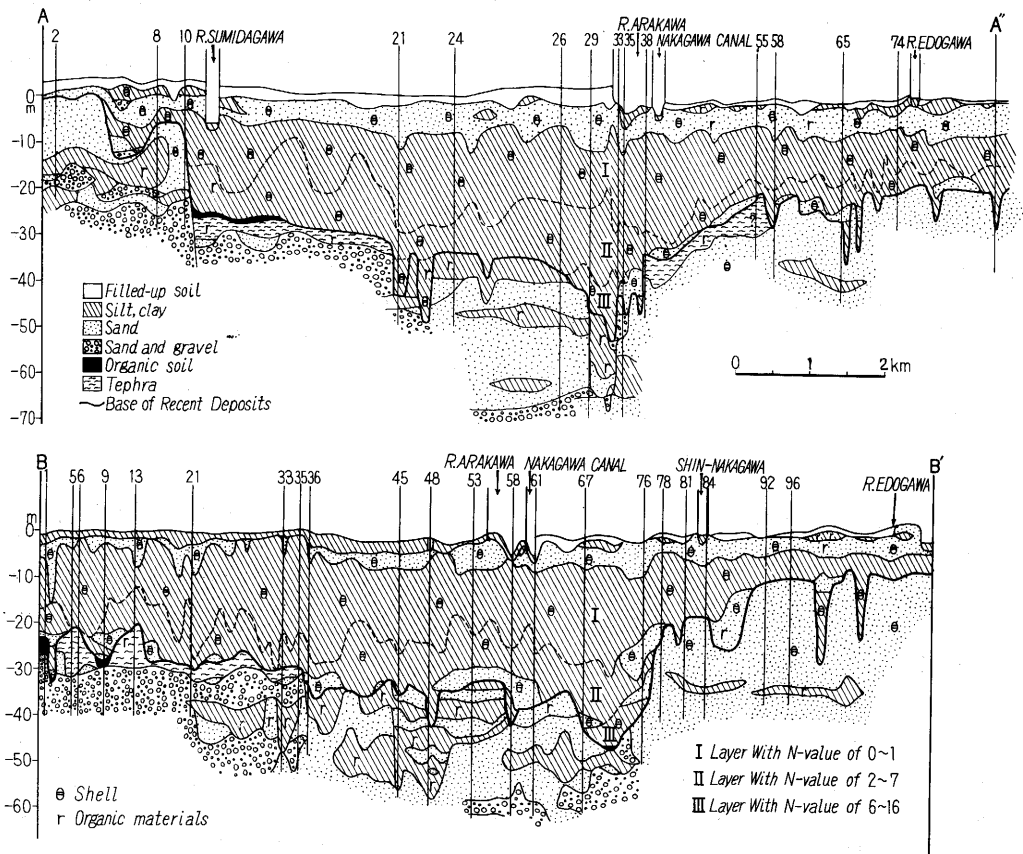 A
A″
R.ARAKAWA
2 8 10 R.SUMIDAGAWA 21 24 26 29 33 35 38 NAKAGAWA CANAL 55 58 65 74 R.EDOGAWA
0
m
-10
-20
-30
-40
-50
-60
-70
I
II
III
Filled-up soil
Silt, clay
Sand
Sand and gravel
Organic soil
Tephra
Base of Recent Deposits
0 1 2 km
B
B′
R.ARAKAWA NAKAGAWA CANAL SHIN-NAKAGAWA
1 5 6 9 13 21 33 35 36 45 48 53 58 61 67 76 78 81 84 92 96 R.EDOGAWA
m
0
-10
-20
-30
-40
-50
-60
I
II
III
I Layer With N-value of 0~1
II Layer With N-value of 2~7
III Layer With N-value of 6~16
ɵ Shell
r Organic materials